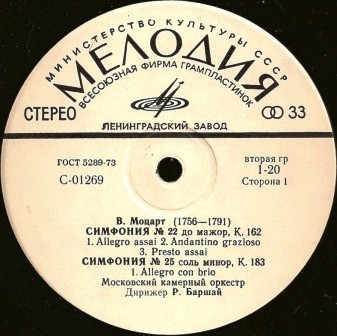 МИНИСТЕРСТВО КУЛЬТУРЫ СССР
МЕЛОДИЯ
ВСЕСОЮЗНАЯ ФИРМА ГРАМПЛАСТИНОК
СТЕРЕО 33
ЛЕНИНГРАДСКИЙ ЗАВОД
ГОСТ 5289-73 вторая гр
С-01269 1-20
Сторона 1
В. Моцарт (1756—1791)
СИМФОНИЯ № 22 до мажор, К. 162
1. Allegro assai 2. Andantino grazioso
3. Presto assai
СИМФОНИЯ № 25 соль минор, К. 183
1. Allegro con brio
Московский камерный оркестр
Дирижер Р. Баршай